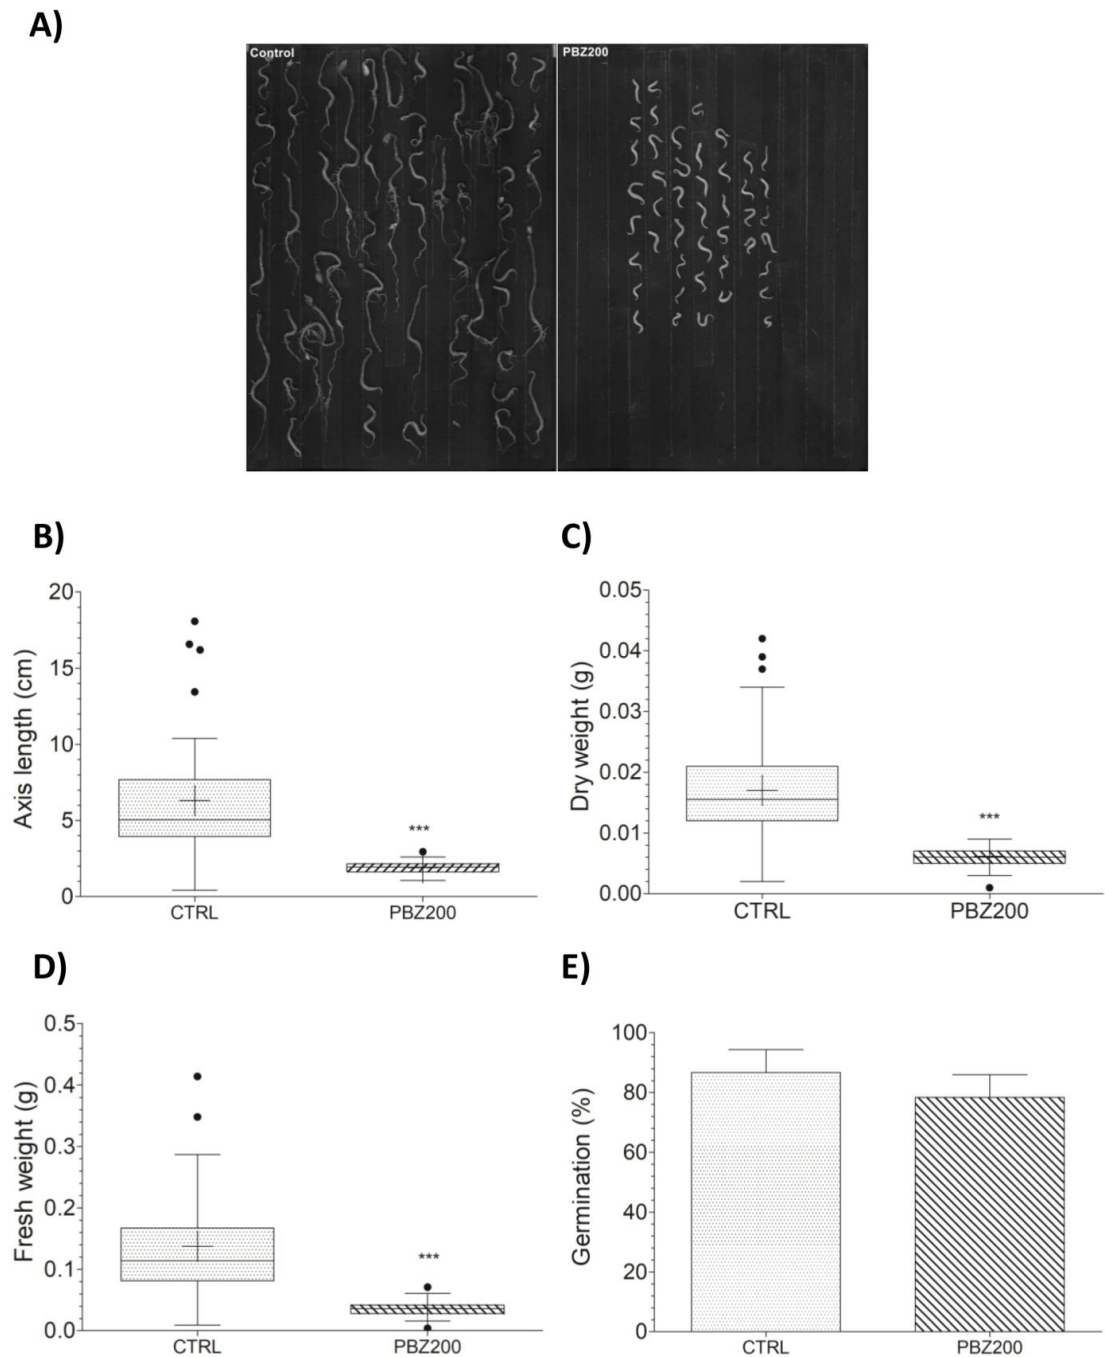 A)
Control
PBZ200
B)
C)
Axis length (cm)
20
15
10
5
0
***
CTRL
PBZ200
Dry weight (g)
0.05
0.04
0.03
0.02
0.01
0.00
***
CTRL
PBZ200
D)
E)
Fresh weight (g)
0.5
0.4
0.3
0.2
0.1
0.0
***
CTRL
PBZ200
Germination (%)
100
80
60
40
20
0
CTRL
PBZ200